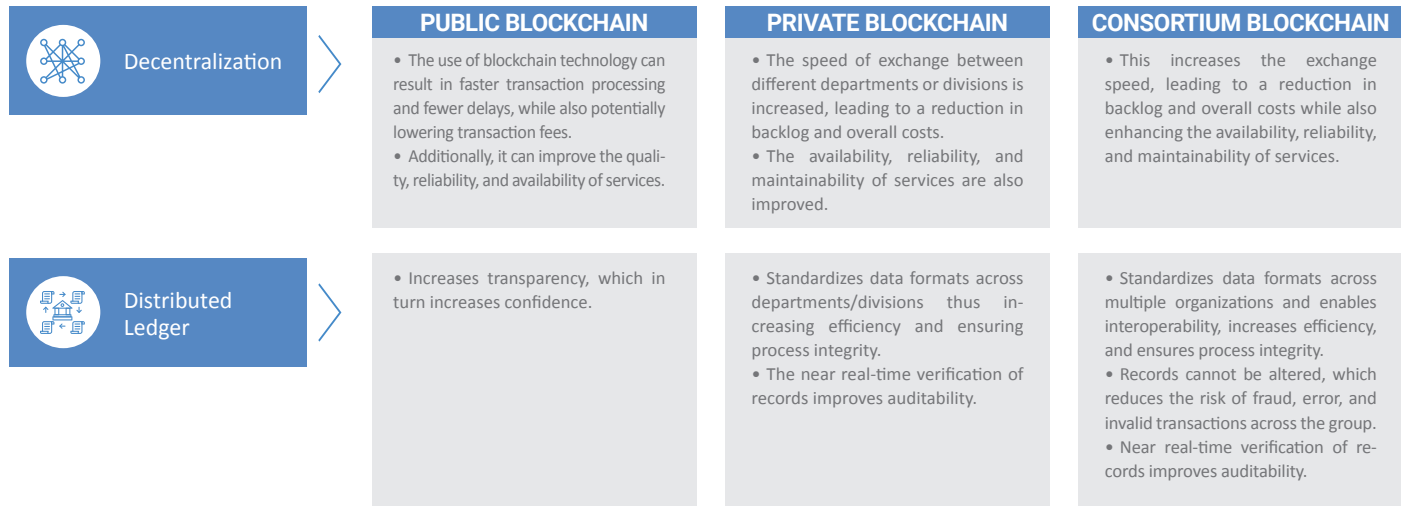 PUBLIC BLOCKCHAIN
PRIVATE BLOCKCHAIN
CONSORTIUM BLOCKCHAIN
Decentralization
• The use of blockchain technology can
result in faster transaction processing
and fewer delays, while also potentially
lowering transaction fees.
• Additionally, it can improve the quali-
ty, reliability, and availability of services.
• The speed of exchange between
different departments or divisions is
increased, leading to a reduction in
backlog and overall costs.
• The availability, reliability, and
maintainability of services are also
improved.
• This increases the exchange
speed, leading to a reduction in
backlog and overall costs while also
enhancing the availability, reliability,
and maintainability of services.
Distributed
Ledger
• Increases transparency, which in
turn increases confidence.
• Standardizes data formats across
departments/divisions thus in-
creasing efficiency and ensuring
process integrity.
• The near real-time verification of
records improves auditability.
• Standardizes data formats across
multiple organizations and enables
interoperability, increases efficiency,
and ensures process integrity.
• Records cannot be altered, which
reduces the risk of fraud, error, and
invalid transactions across the group.
• Near real-time verification of re-
cords improves auditability.